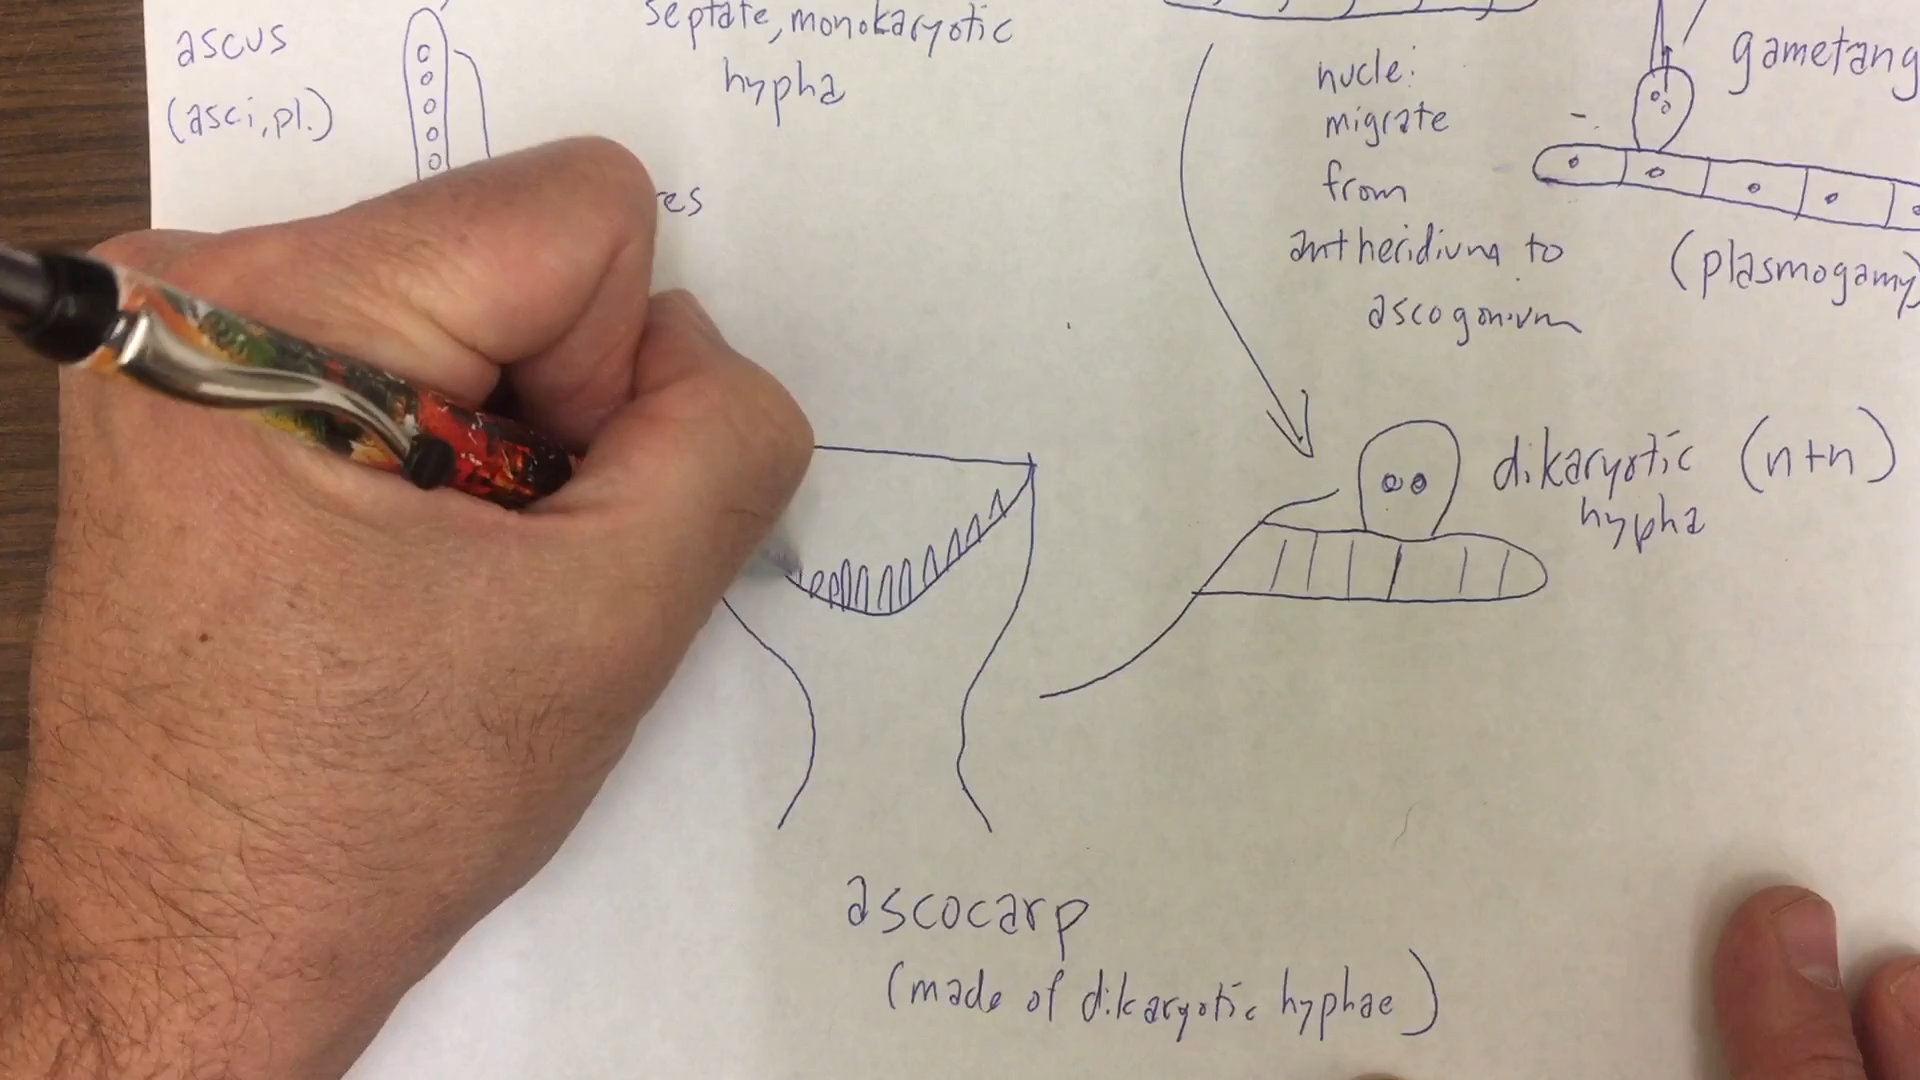 ascus
(asci, pl.)
septate, monokaryotic
hypha
nuclei
migrate
from
antheridium to
ascogonium
gametang
(plasmogamy)
dikaryotic (n+n)
hypha
ascocarp
(made of dikaryotic hyphae)